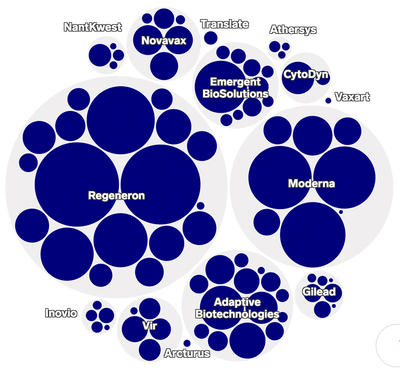 NantKwest
Novavax
Translate
Athersys
Emergent
BioSolutions
CytoDyn
Vaxart
Regeneron
Moderna
Inovio
Vir
Arcturus
Adaptive
Biotechnologies
Gilead